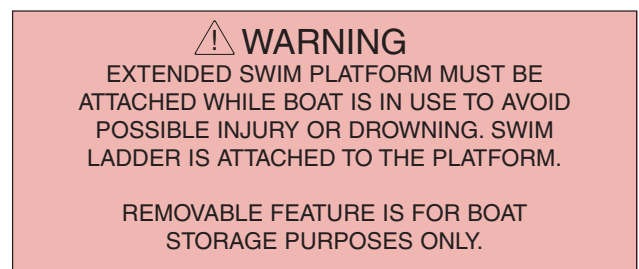 ⚠ WARNING
EXTENDED SWIM PLATFORM MUST BE
ATTACHED WHILE BOAT IS IN USE TO AVOID
POSSIBLE INJURY OR DROWNING. SWIM
LADDER IS ATTACHED TO THE PLATFORM.
REMOVABLE FEATURE IS FOR BOAT
STORAGE PURPOSES ONLY.